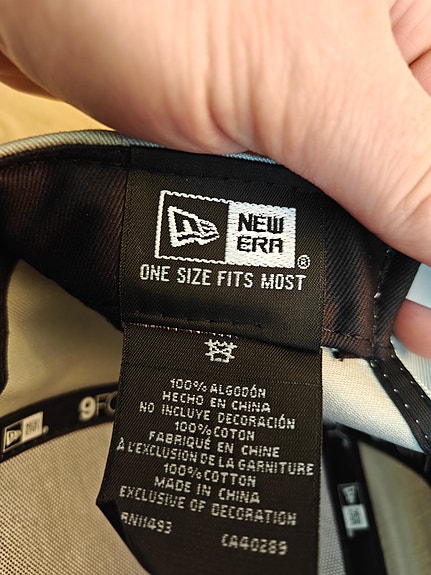 NEW
ERA
®
ONE SIZE FITS MOST
100% ALGODÓN
HECHO EN CHINA
NO INCLUYE DECORACIÓN
100% COTON
FABRIQUÉ EN CHINE
À L'EXCLUSION DE LA GARNITURE
100% COTTON
MADE IN CHINA
EXCLUSIVE OF DECORATION
RN11493 CA40289
9FO